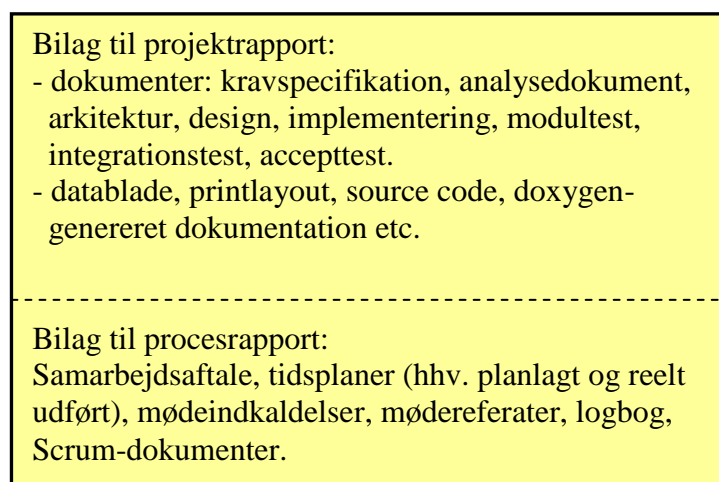 Bilag til projektrapport:
- dokumenter: kravspecifikation, analysedokument,
arkitektur, design, implementering, modultest,
integrationstest, accepttest.
- datablade, printlayout, source code, doxygen-
genereret dokumentation etc.
Bilag til procesrapport:
Samarbejdsaftale, tidsplaner (hhv. planlagt og reelt
udført), mødeindkaldelser, mødereferater, logbog,
Scrum-dokumenter.